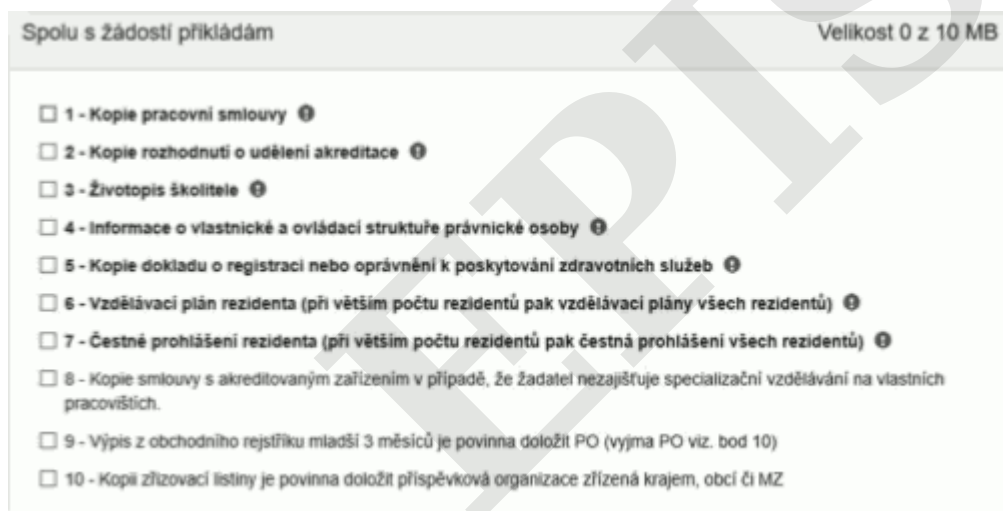 Spolu s žádostí přikládám
Velikost 0 z 10 MB
1 - Kopie pracovní smlouvy
2 - Kopie rozhodnutí o udělení akreditace
3 - Životopis školitele
4 - Informace o vlastnické a ovládací struktuře právnické osoby
5 - Kopie dokladu o registraci nebo oprávnění k poskytování zdravotních služeb
6 - Vzdělávací plán rezidenta (při větším počtu rezidentů pak vzdělávací plány všech rezidentů)
7 - Čestné prohlášení rezidenta (při větším počtu rezidentů pak čestná prohlášení všech rezidentů)
8 - Kopie smlouvy s akreditovaným zařízením v případě, že žadatel nezajišťuje specializační vzdělávání na vlastních
pracovištích.
9 - Výpis z obchodního rejstříku mladší 3 měsíců je povinna doložit PO (vyjma PO viz. bod 10)
10 - Kopii zřizovací listiny je povinna doložit příspěvková organizace zřízená krajem, obcí či MZ
EPIS